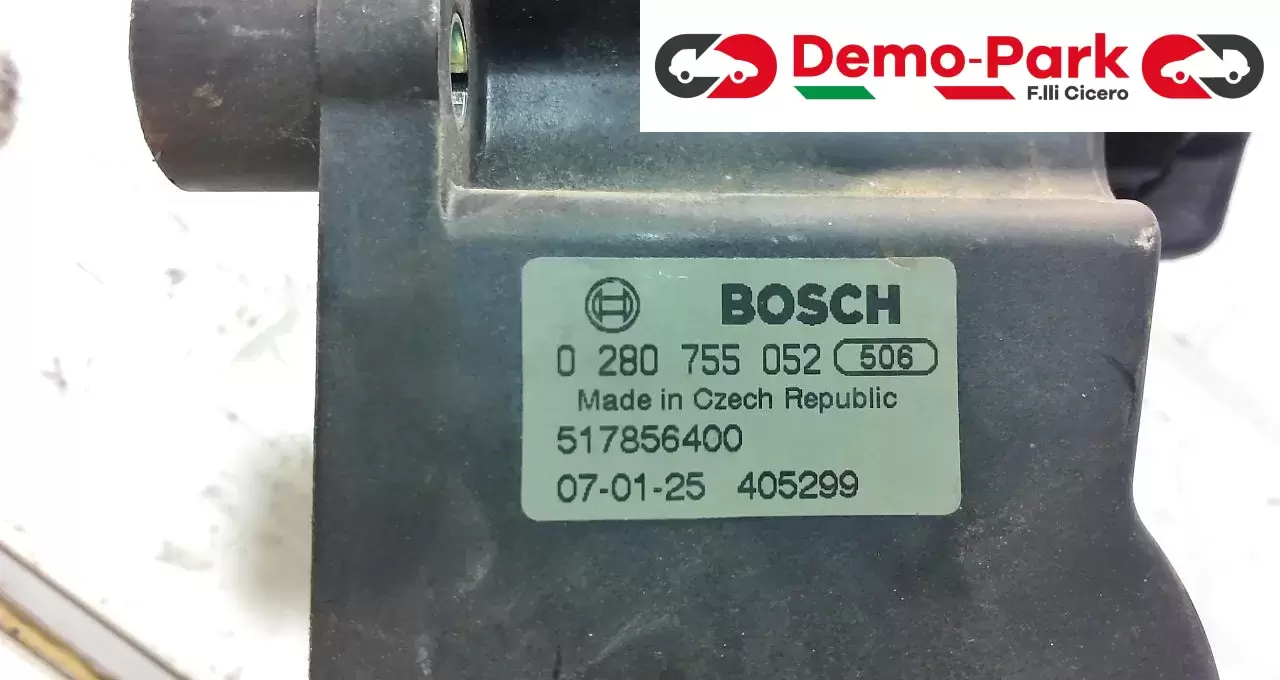 Demo-Park
F.lli Cicero
BOSCH
0 280 755 052 506
Made in Czech Republic
517856400
07-01-25 405299